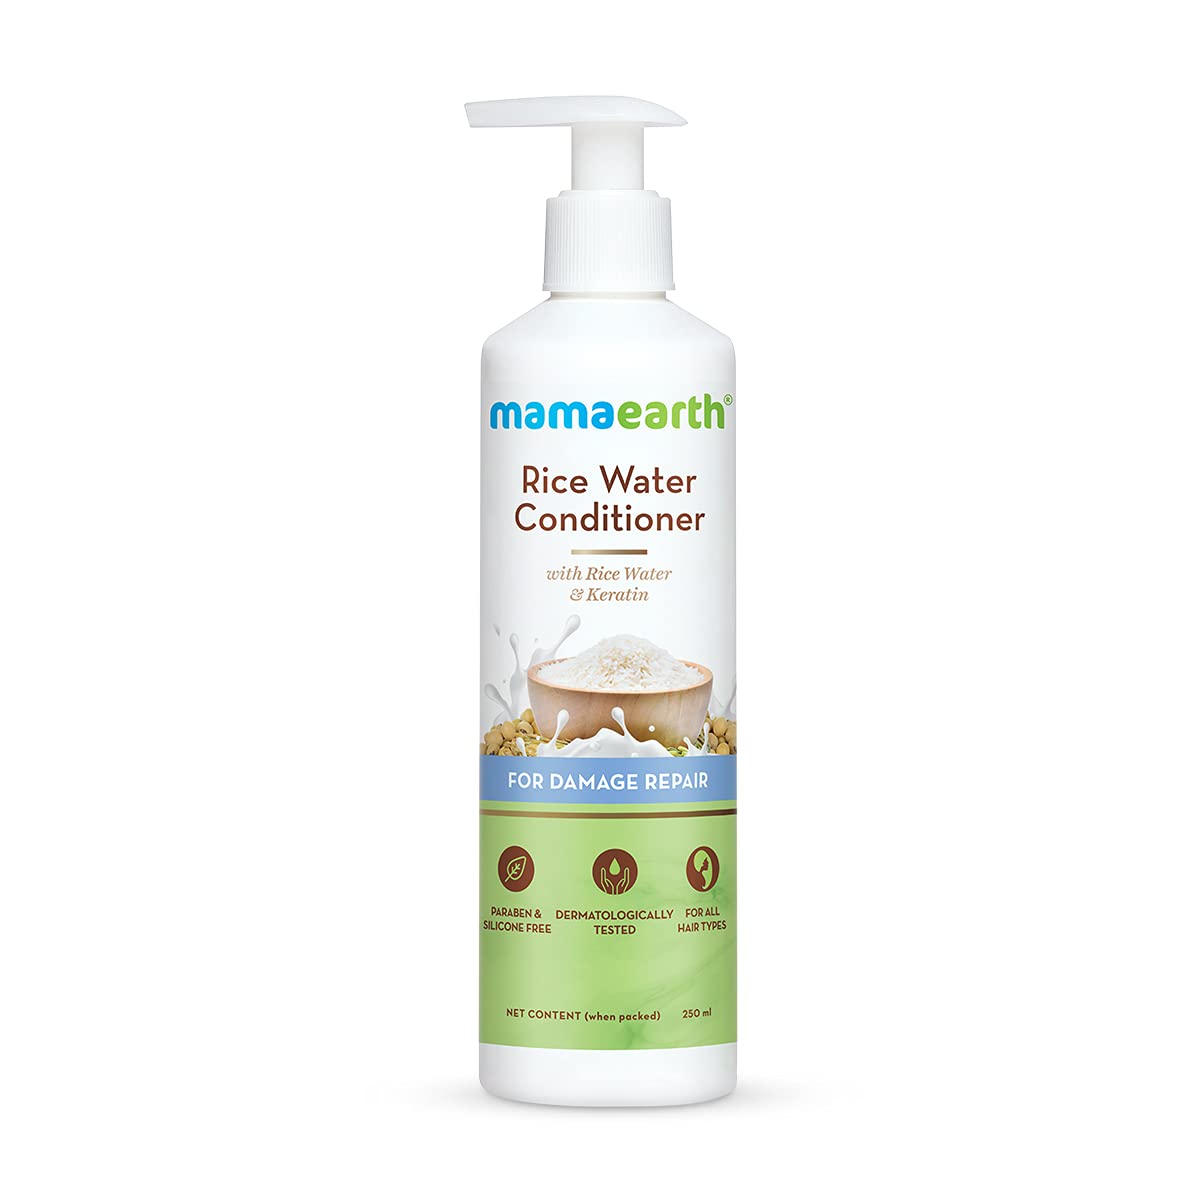 mamaearth®
Rice Water
Conditioner
with Rice Water
& Keratin
FOR DAMAGE REPAIR
PARABEN &
SILICONE FREE
DERMATOLOGICALLY
TESTED
FOR ALL
HAIR TYPES
NET CONTENT (when packed) 250 ml